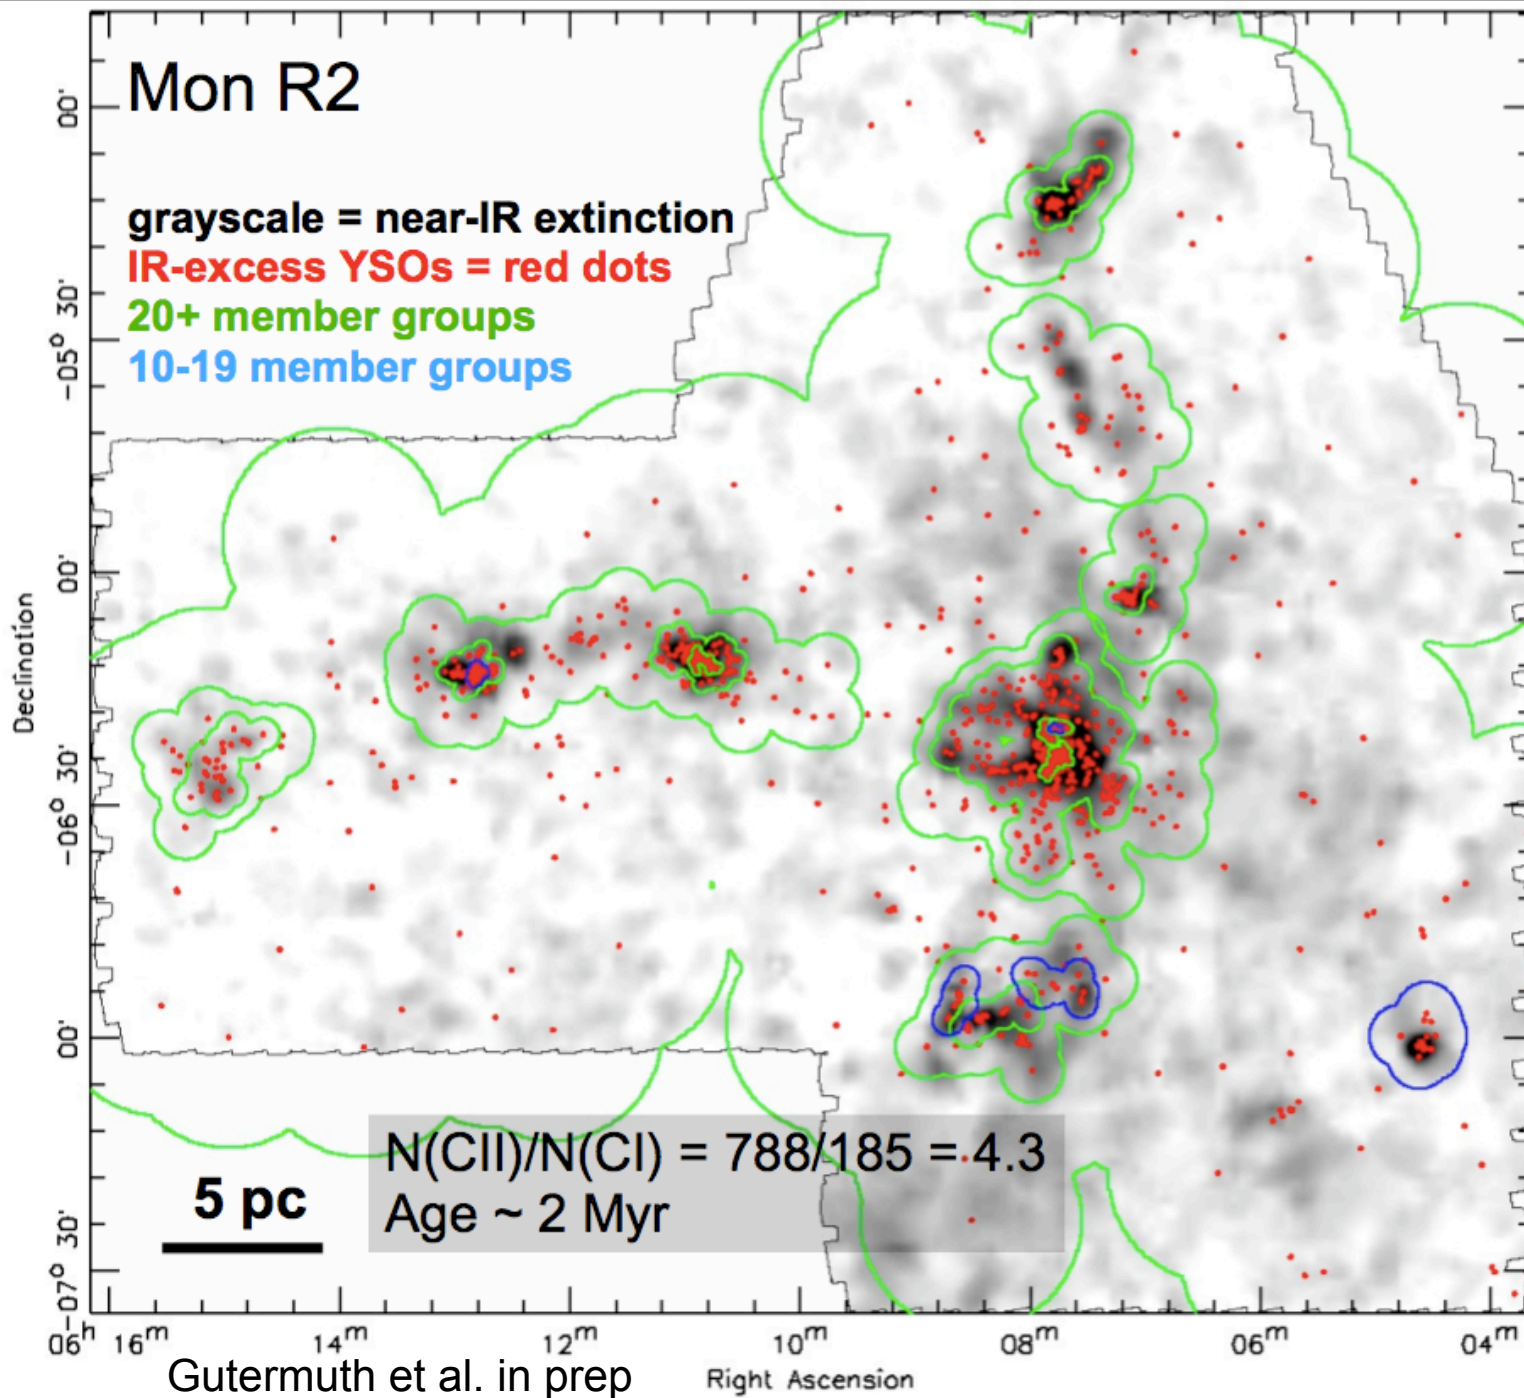 Mon R2
grayscale = near-IR extinction
IR-excess YSOs = red dots
20+ member groups
10-19 member groups
00'
30'
-05°
00'
30'
-06°
00'
30'
-07°
Declination
N(CII)/N(CI) = 788/185 = 4.3
Age ~ 2 Myr
5 pc
06h 16m 14m 12m 10m 08m 06m 04m
Right Ascension
Gutermuth et al. in prep